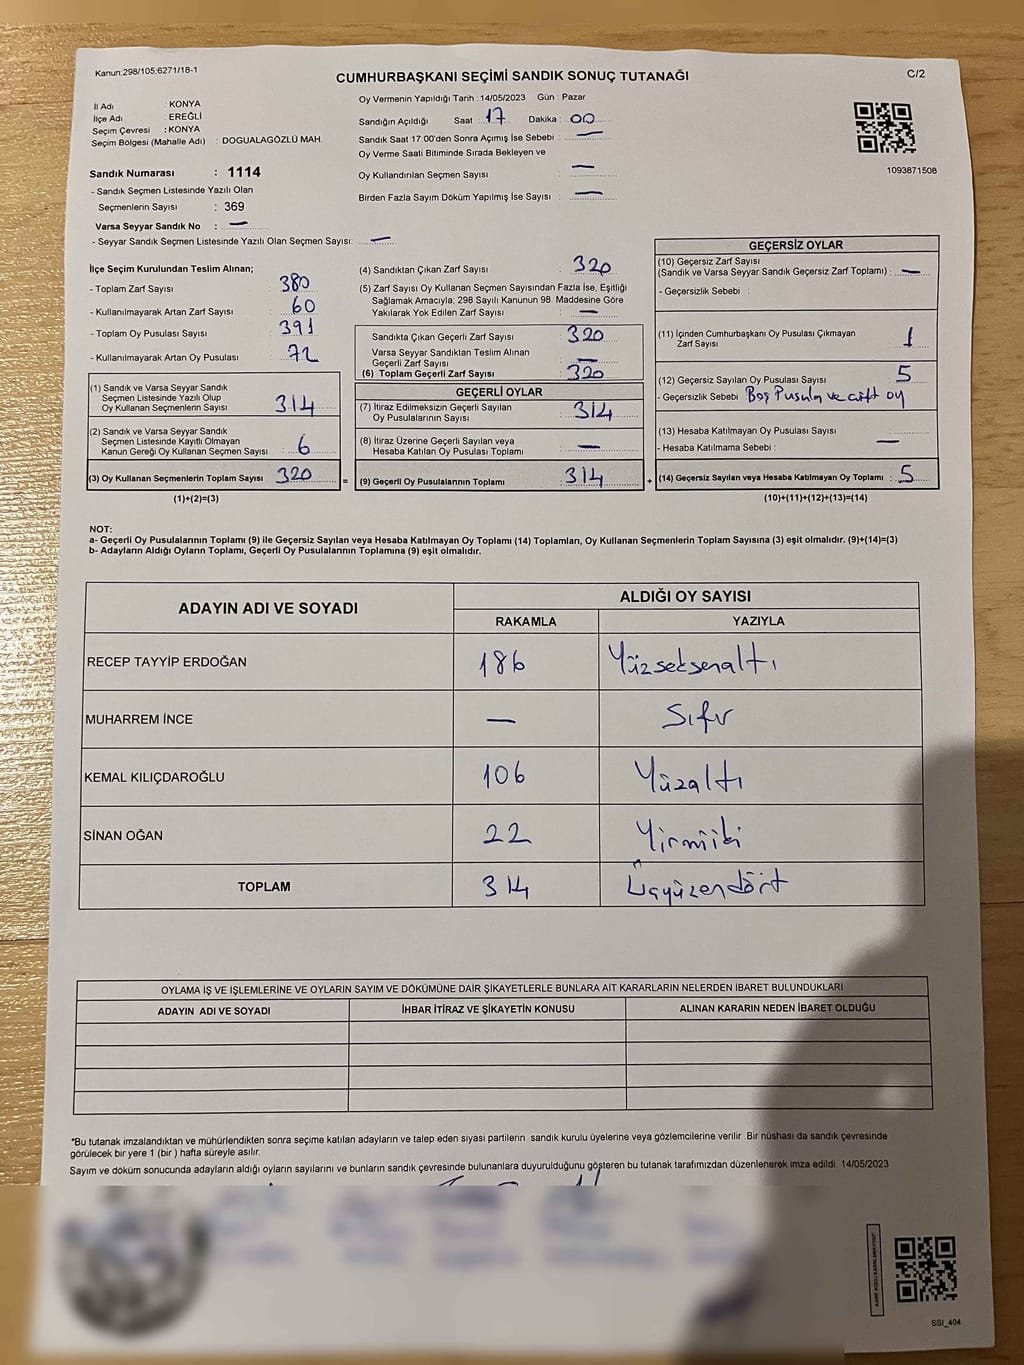 Kanun:298/105;6271/18-1
CUMHURBAŞKANI SEÇİMİ SANDIK SONUÇ TUTANAĞI
C/2
İl Adı : KONYA
İlçe Adı : EREĞLİ
Seçim Çevresi : KONYA
Seçim Bölgesi (Mahalle Adı) : DOGUALAGÖZLÜ MAH.
Oy Vermenin Yapıldığı Tarih :14/05/2023 Gün : Pazar
Sandığın Açıldığı Saat : 17 Dakika : 00
Sandık Saat 17:00'den Sonra Açımış İse Sebebi : —
Oy Verme Saati Bitiminde Sırada Bekleyen ve
Oy Kullandırılan Seçmen Sayısı : —
Birden Fazla Sayım Döküm Yapılmış İse Sayısı : —
1093871508
Sandık Numarası : 1114
- Sandık Seçmen Listesinde Yazılı Olan
Seçmenlerin Sayısı : 369
Varsa Seyyar Sandık No : —
- Seyyar Sandık Seçmen Listesinde Yazılı Olan Seçmen Sayısı: —
İlçe Seçim Kurulundan Teslim Alınan;
- Toplam Zarf Sayısı : 380
- Kullanılmayarak Artan Zarf Sayısı : 60
- Toplam Oy Pusulası Sayısı : 391
- Kullanılmayarak Artan Oy Pusulası : 72
(1) Sandık ve Varsa Seyyar Sandık
Seçmen Listesinde Yazılı Olup
Oy Kullanan Seçmenlerin Sayısı : 314
(2) Sandık ve Varsa Seyyar Sandık
Seçmen Listesinde Kayıtlı Olmayan
Kanun Gereği Oy Kullanan Seçmen Sayısı : 6
(3) Oy Kullanan Seçmenlerin Toplam Sayısı : 320
(1)+(2)=(3)
(4) Sandıktan Çıkan Zarf Sayısı : 320
(5) Zarf Sayısı Oy Kullanan Seçmen Sayısından Fazla İse, Eşitliği
Sağlamak Amacıyla; 298 Sayılı Kanunun 98. Maddesine Göre
Yakılarak Yok Edilen Zarf Sayısı : —
Sandıkta Çıkan Geçerli Zarf Sayısı : 320
Varsa Seyyar Sandıktan Teslim Alınan
Geçerli Zarf Sayısı : —
(6) Toplam Geçerli Zarf Sayısı : 320
GEÇERLİ OYLAR
(7) İtiraz Edilmeksizin Geçerli Sayılan
Oy Pusulasının Sayısı : 314
(8) İtiraz Üzerine Geçerli Sayılan veya
Hesaba Katılan Oy Pusulası Toplamı : —
= (9) Geçerli Oy Pusulalarının Toplamı : 314
GEÇERSİZ OYLAR
(10) Geçersiz Zarf Sayısı
(Sandık ve Varsa Seyyar Sandık Geçersiz Zarf Toplamı) : —
- Geçersizlik Sebebi :
(11) İçinden Cumhurbaşkanı Oy Pusulası Çıkmayan
Zarf Sayısı : 1
(12) Geçersiz Sayılan Oy Pusulası Sayısı : 5
- Geçersizlik Sebebi : Boş Pusula ve çift oy
(13) Hesaba Katılmayan Oy Pusulası Sayısı : —
- Hesaba Katılmama Sebebi :
+ (14) Geçersiz Sayılan veya Hesaba Katılmayan Oy Toplamı : 5
(10)+(11)+(12)+(13)=(14)
NOT:
a- Geçerli Oy Pusulalarının Toplamı (9) ile Geçersiz Sayılan veya Hesaba Katılmayan Oy Toplamı (14) Toplamları, Oy Kullanan Seçmenlerin Toplam Sayısına (3) eşit olmalıdır. (9)+(14)=(3)
b- Adayların Aldığı Oyların Toplamı, Geçerli Oy Pusulalarının Toplamına (9) eşit olmalıdır.
ADAYIN ADI VE SOYADI
ALDIĞI OY SAYISI
RAKAMLA YAZIYLA
RECEP TAYYİP ERDOĞAN 186 Yüzseksenaltı
MUHARREM İNCE — Sıfır
KEMAL KILIÇDAROĞLU 106 Yüzaltı
SİNAN OĞAN 22 Yirmiiki
TOPLAM 314 Üçyüzondört
OYLAMA İŞ VE İŞLEMLERİNE VE OYLARIN SAYIM VE DÖKÜMÜNE DAİR ŞİKAYETLERLE BUNLARA AİT KARARLARIN NELERDEN İBARET BULUNDUKLARI
ADAYIN ADI VE SOYADI İHBAR İTİRAZ VE ŞİKAYETİN KONUSU ALINAN KARARIN NEDEN İBARET OLDUĞU
*Bu tutanak imzalandıktan ve mühürlendikten sonra seçime katılan adayların ve talep eden siyasi partilerin sandık kurulu üyelerine veya gözlemcilerine verilir. Bir nüshası da sandık çevresinde
görülecek bir yere 1 (bir ) hafta süreyle asılır.
Sayım ve döküm sonucunda adayların aldığı oyların sayılarını ve bunların sandık çevresinde bulunanlara duyurulduğunu gösteren bu tutanak tarafımızdan düzenlenerek imza edildi. 14/05/2023
SSI_404